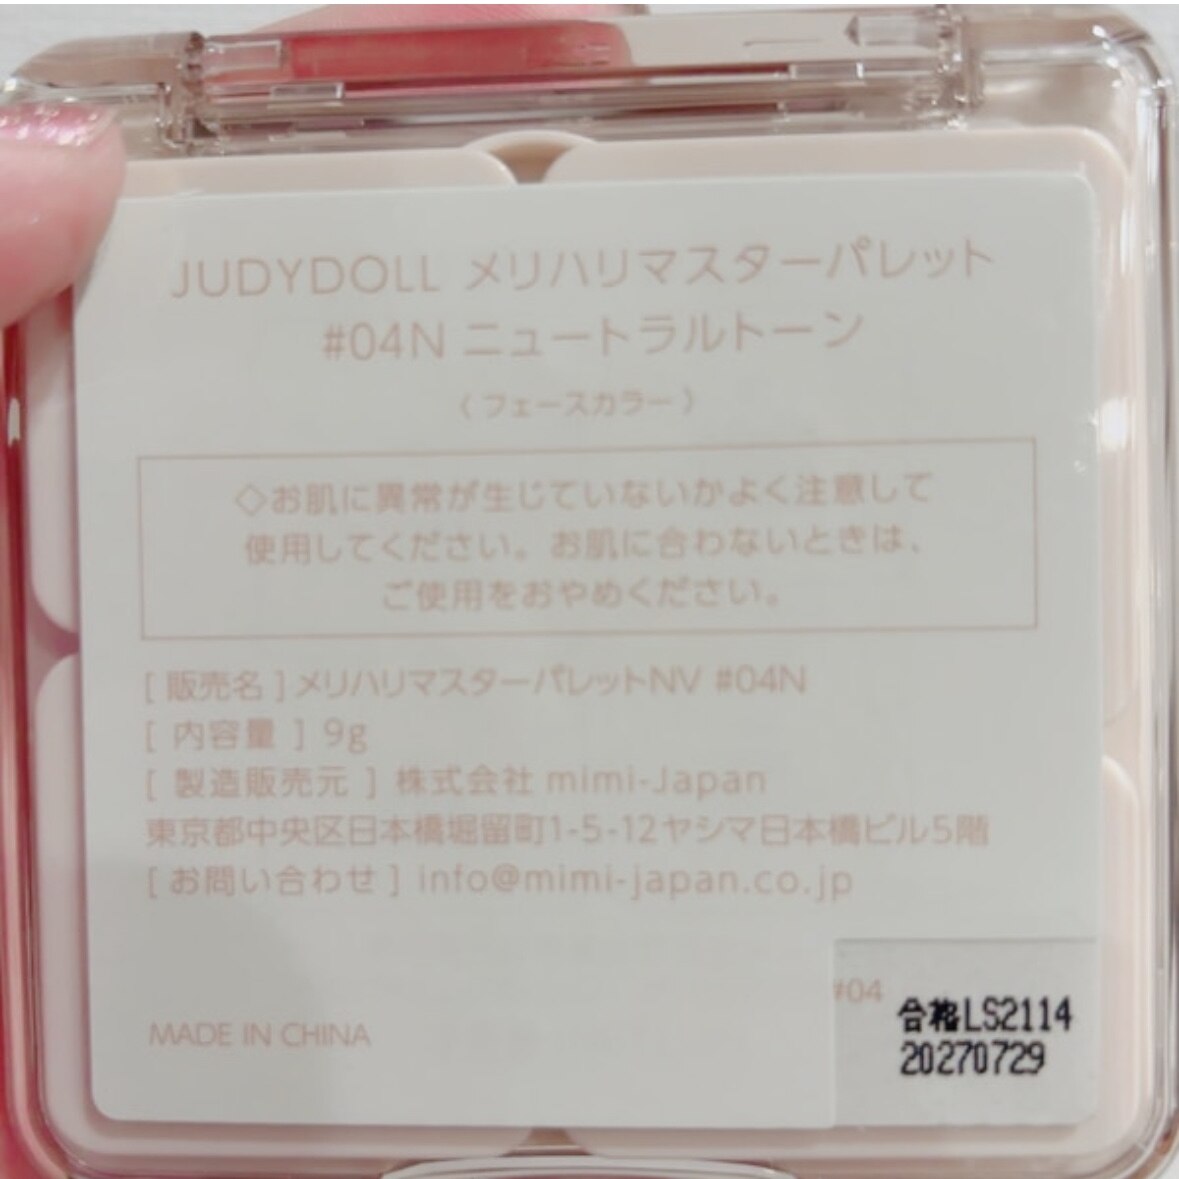 JUDYDOLL メリハリマスターパレット
#04N ニュートラルトーン
（フェースカラー）
◇お肌に異常が生じていないかよく注意して
使用してください。お肌に合わないときは、
ご使用をおやめください。
[ 販売名 ] メリハリマスターパレットNV #04N
[ 内容量 ] 9g
[ 製造販売元 ] 株式会社 mimi-Japan
東京都中央区日本橋堀留町1-5-12ヤシマ日本橋ビル5階
[ お問い合わせ ] info@mimi-japan.co.jp
#04
合格LS2114
20270729
MADE IN CHINA